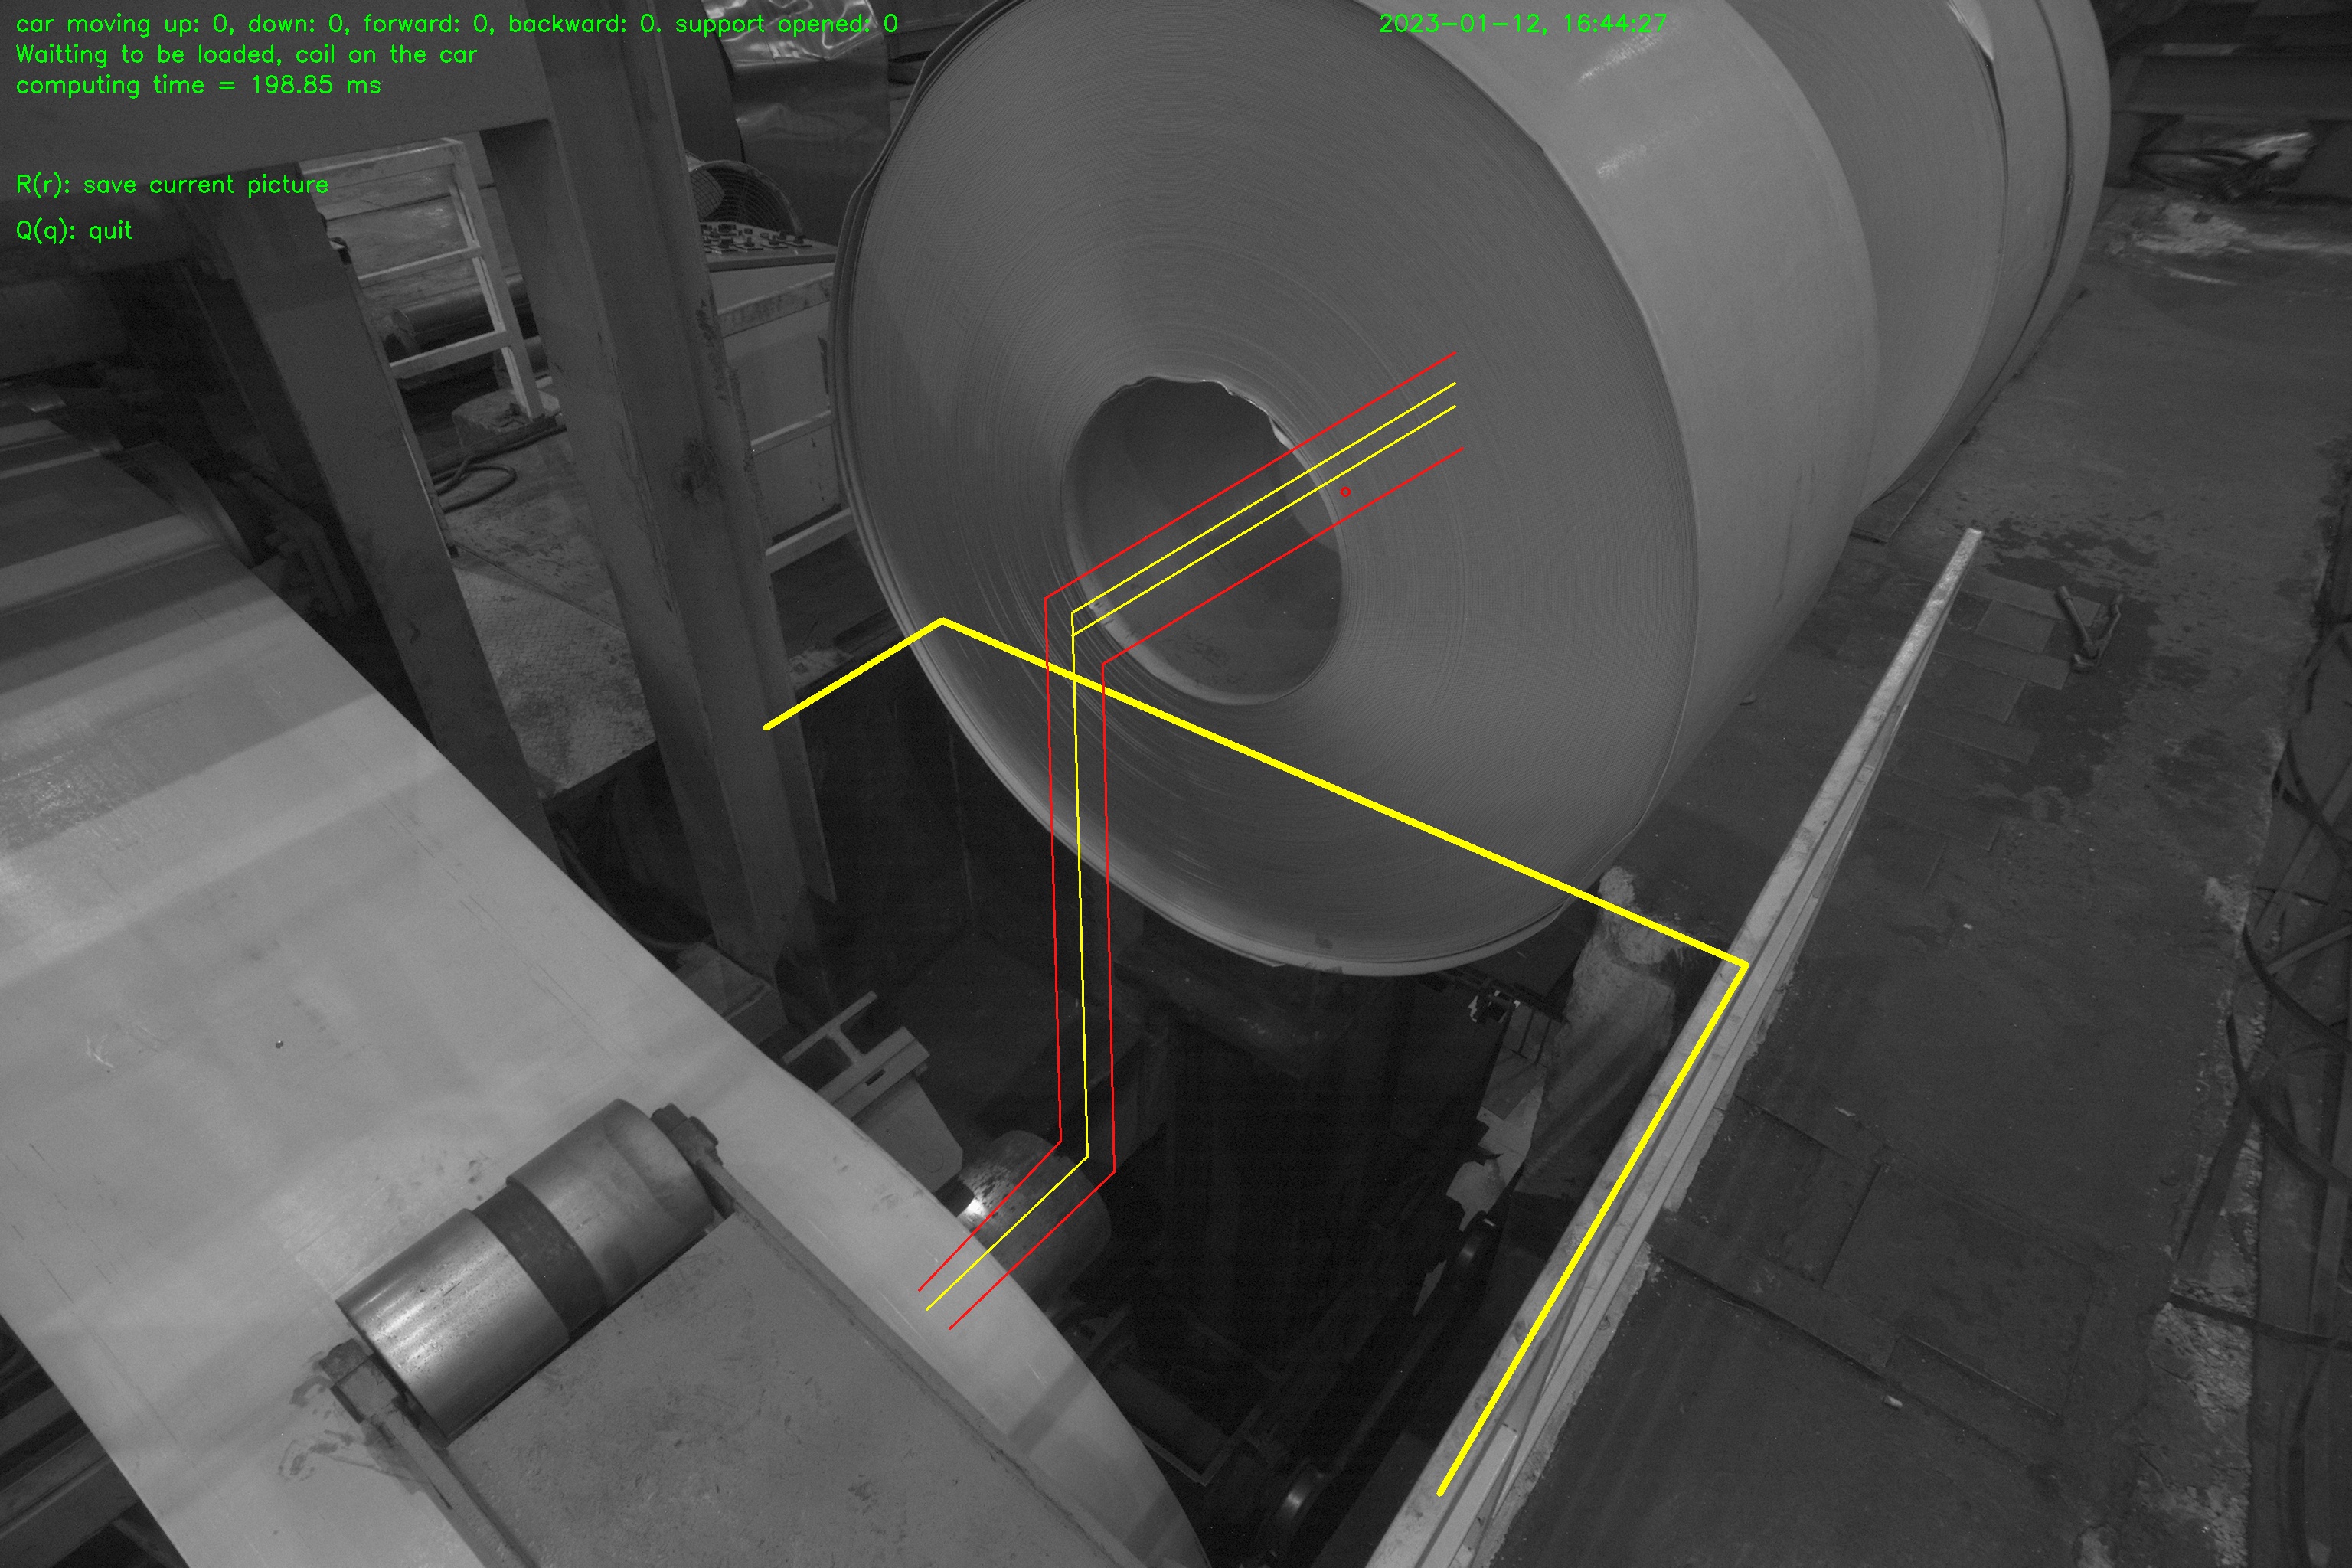 car moving up: 0, down: 0, forward: 0, backward: 0. support opened: 0
2023-01-12, 16:44:27
Waitting to be loaded, coil on the car
computing time = 198.85 ms
R(r): save current picture
Q(q): quit